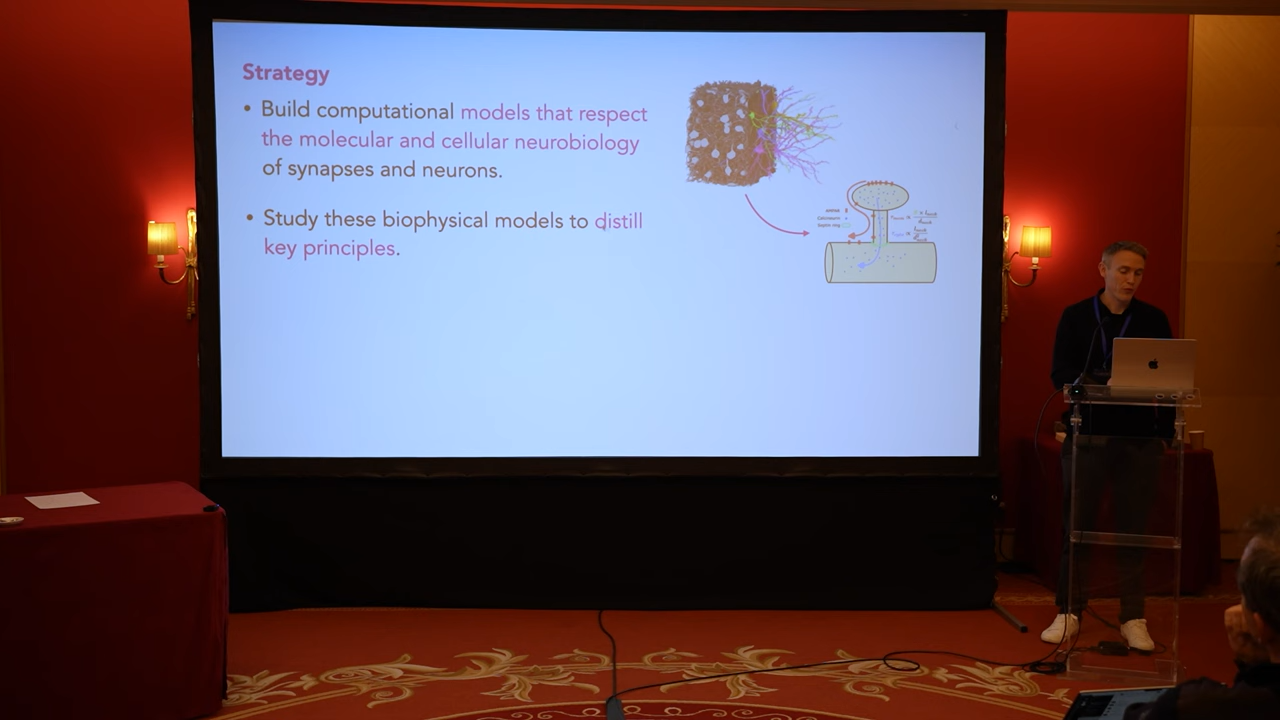 Strategy
• Build computational models that respect
the molecular and cellular neurobiology
of synapses and neurons.
• Study these biophysical models to distill
key principles.